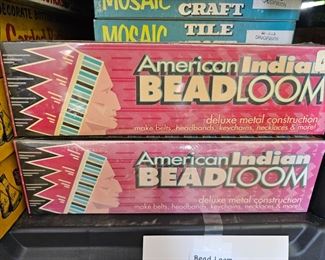 MOSAIC
CRAFT
MOSAIC
TILE
American Indian
BEADLOOM
deluxe metal construction
make belts, headbands, keychains, necklaces & more!
American Indian
BEADLOOM
deluxe metal construction
make belts, headbands, keychains, necklaces & more!
Bead Loom